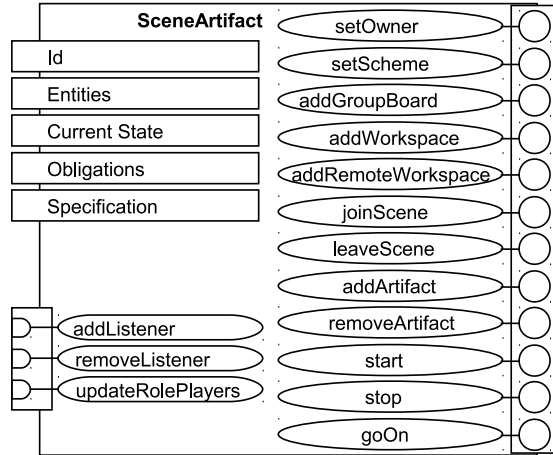 SceneArtifact
Id
Entities
Current State
Obligations
Specification
addListener
removeListener
updateRolePlayers
setOwner
setScheme
addGroupBoard
addWorkspace
addRemoteWorkspace
joinScene
leaveScene
addArtifact
removeArtifact
start
stop
goOn